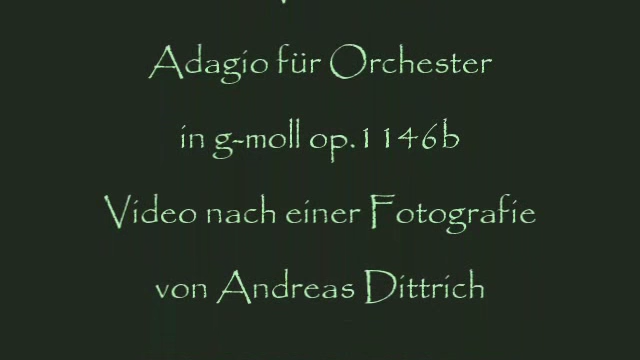 Adagio für Orchester
in g-moll op.1146b
Video nach einer Fotografie
von Andreas Dittrich